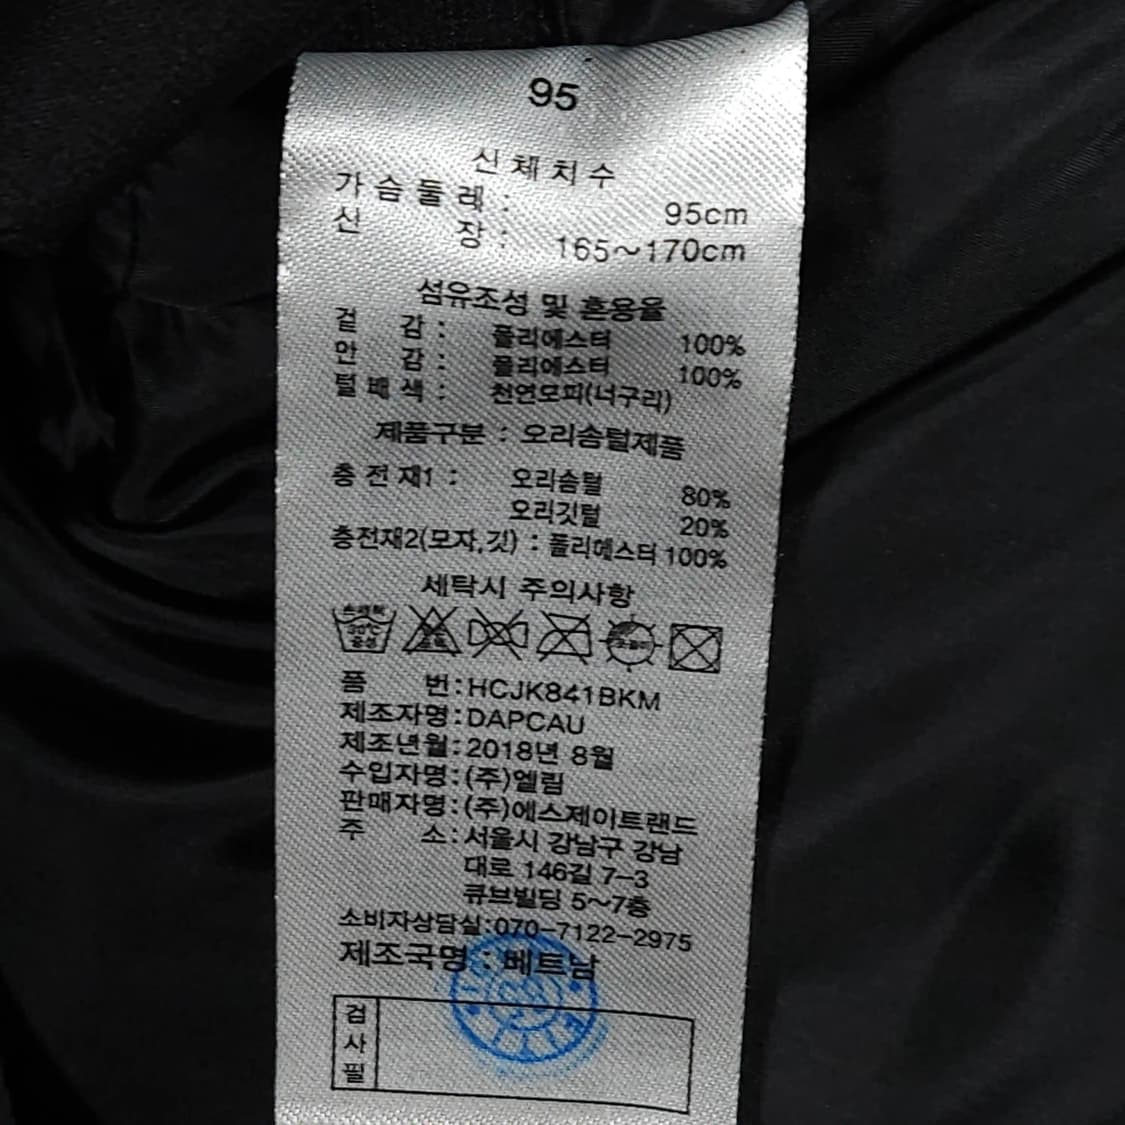 95
신체치수
가슴둘레 : 95cm
신 장 : 165~170cm
섬유조성 및 혼용율
겉 감 : 폴리에스터 100%
안 감 : 폴리에스터 100%
털배색 : 천연모피(너구리)
제품구분 : 오리솜털제품
충전재1 : 오리솜털 80%
오리깃털 20%
충전재2(모자,깃) : 폴리에스터 100%
세탁시 주의사항
손세탁
30℃
중성
품 번:HCJK841BKM
제조자명:DAPCAU
제조년월:2018년 8월
수입자명:(주)엘림
판매자명:(주)에스제이트랜드
주 소:서울시 강남구 강남
대로 146길 7-3
큐브빌딩 5~7층
소비자상담실:070-7122-2975
제조국명 : 베트남
검사필